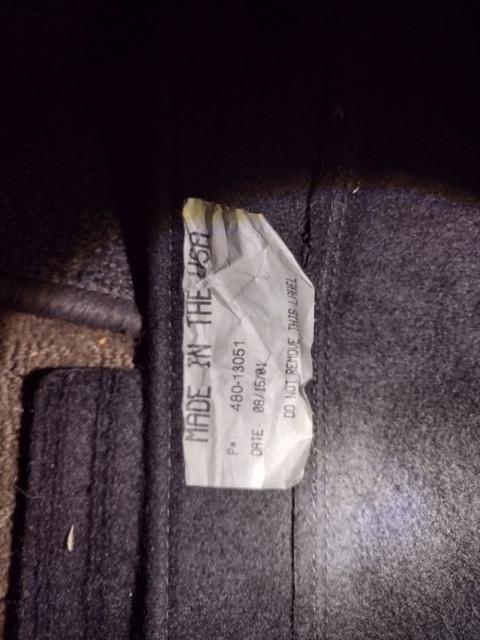 MADE IN THE USA
P# 480-13051
DATE: 08/15/01
DO NOT REMOVE THIS LABEL